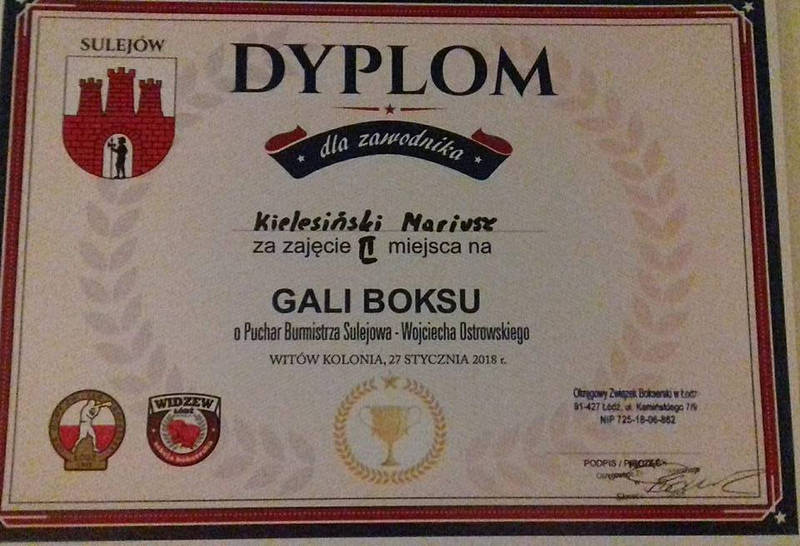 SULEJÓW
DYPLOM
dla zawodnika
Kielesiński Mariusz
za zajęcie II miejsca na
GALI BOKSU
o Puchar Burmistrza Sulejowa - Wojciecha Ostrowskiego
WITÓW KOLONIA, 27 STYCZNIA 2018 r.
WIDZEW
ŁÓDŹ
Okręgowy Związek Bokserski w Łodzi
91-427 Łódź, ul. Kamińskiego 7/9
NIP 725-18-06-862
PODPIS /